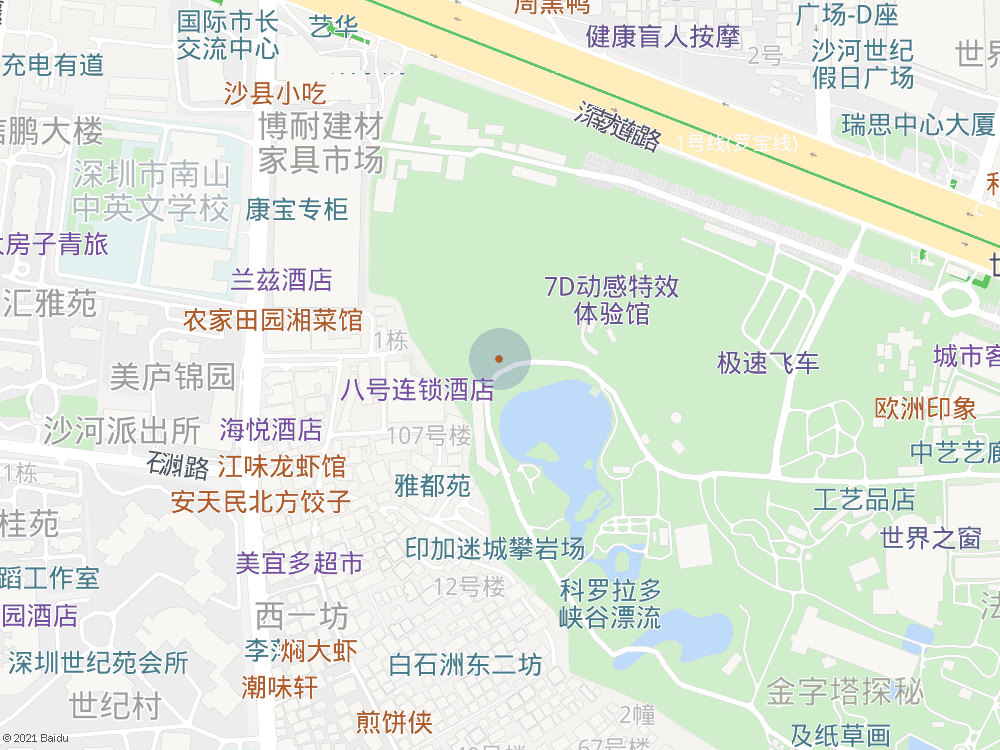 周黑鸭
国际市长
交流中心
艺华
广场-D座
健康盲人按摩
2号
沙河世纪
假日广场
世界
充电有道
沙县小吃
深南大道辅路
博耐建材
家具市场
1号线(罗宝线)
瑞思中心大厦
信鹏大楼
深圳市南山
中英文学校
康宝专柜
房子青旅
兰兹酒店
7D动感特效
体验馆
汇雅苑
农家田园湘菜馆
1栋
极速飞车
城市客
美庐锦园
八号连锁酒店
欧洲印象
沙河派出所
海悦酒店
107号楼
中艺艺廊
1栋
石洲路
江味龙虾馆
雅都苑
安天民北方饺子
工艺品店
桂苑
世界之窗
印加迷城攀岩场
美宜多超市
蹈工作室
12号楼
科罗拉多
峡谷漂流
园酒店
西一坊
法
李
焖大虾
深圳世纪苑会所
白石洲东二坊
潮味轩
金字塔探秘
世纪村
煎饼侠
2幢
及纸草画
67号楼
© 2021 Baidu